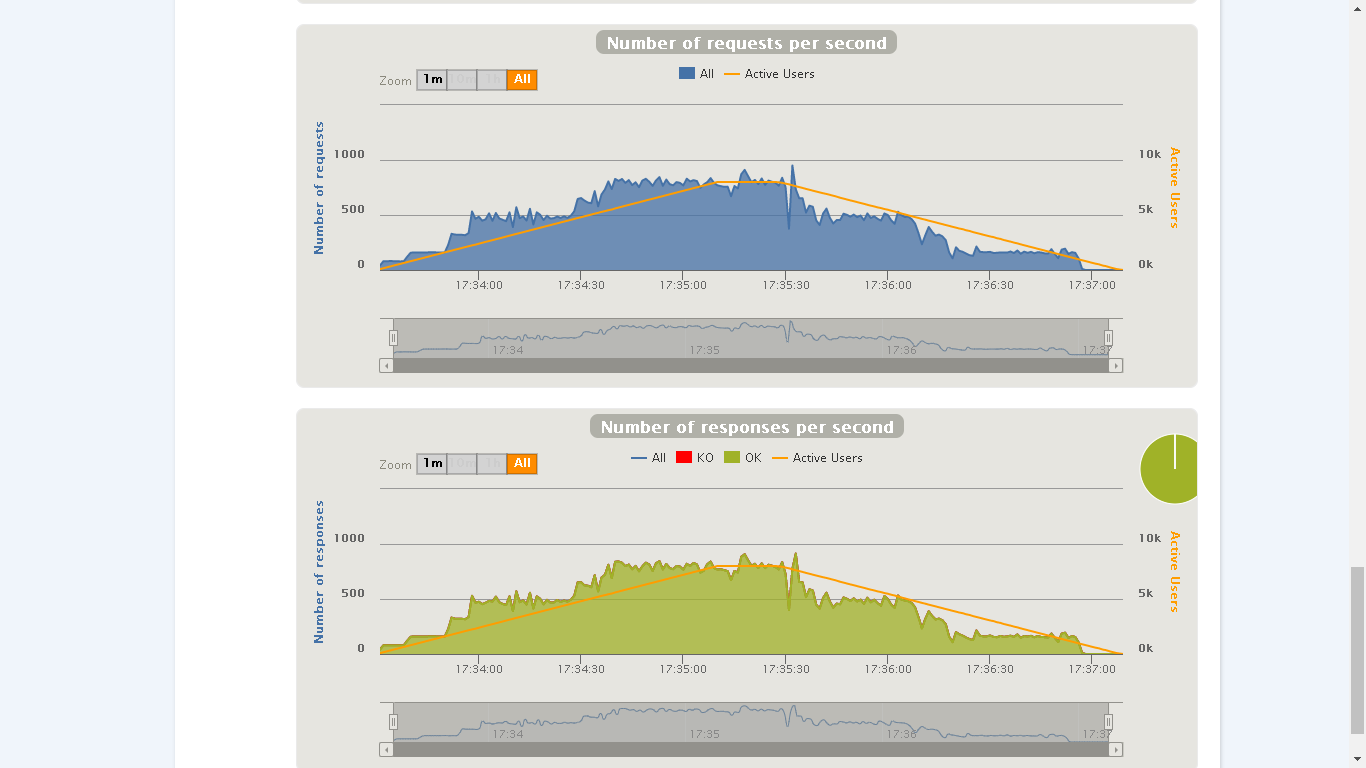 Number of requests per second
Zoom 1m 10m 1h All
All Active Users
Number of requests
1000
500
0
10k
5k
0k
Active Users
17:34:00 17:34:30 17:35:00 17:35:30 17:36:00 17:36:30 17:37:00
17:34 17:35 17:36
Number of responses per second
Zoom 1m 10m 1h All
All KO OK Active Users
Number of responses
1000
500
0
10k
5k
0k
Active Users
17:34:00 17:34:30 17:35:00 17:35:30 17:36:00 17:36:30 17:37:00
17:34 17:35 17:36